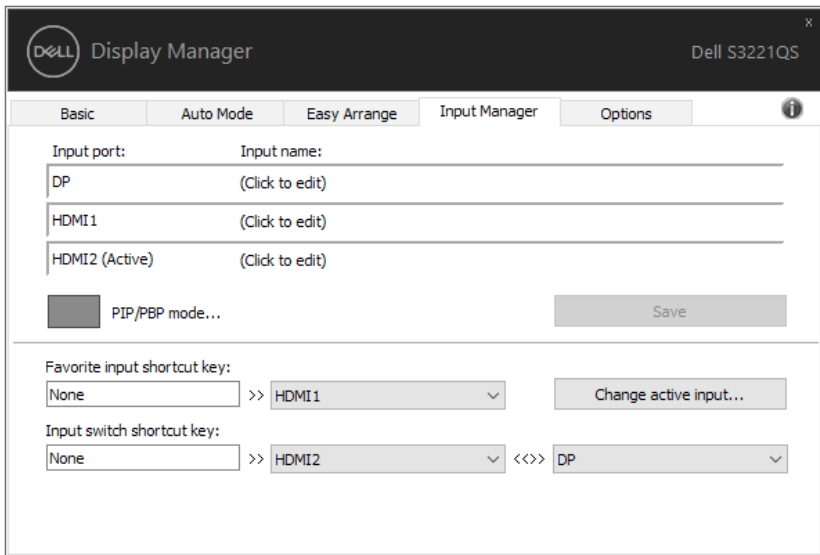 x
DELL Display Manager Dell S3221QS
Basic Auto Mode Easy Arrange Input Manager Options i
Input port: Input name:
DP (Click to edit)
HDMI1 (Click to edit)
HDMI2 (Active) (Click to edit)
PIP/PBP mode... Save
Favorite input shortcut key:
None >> HDMI1 Change active input...
Input switch shortcut key:
None >> HDMI2 <<>> DP